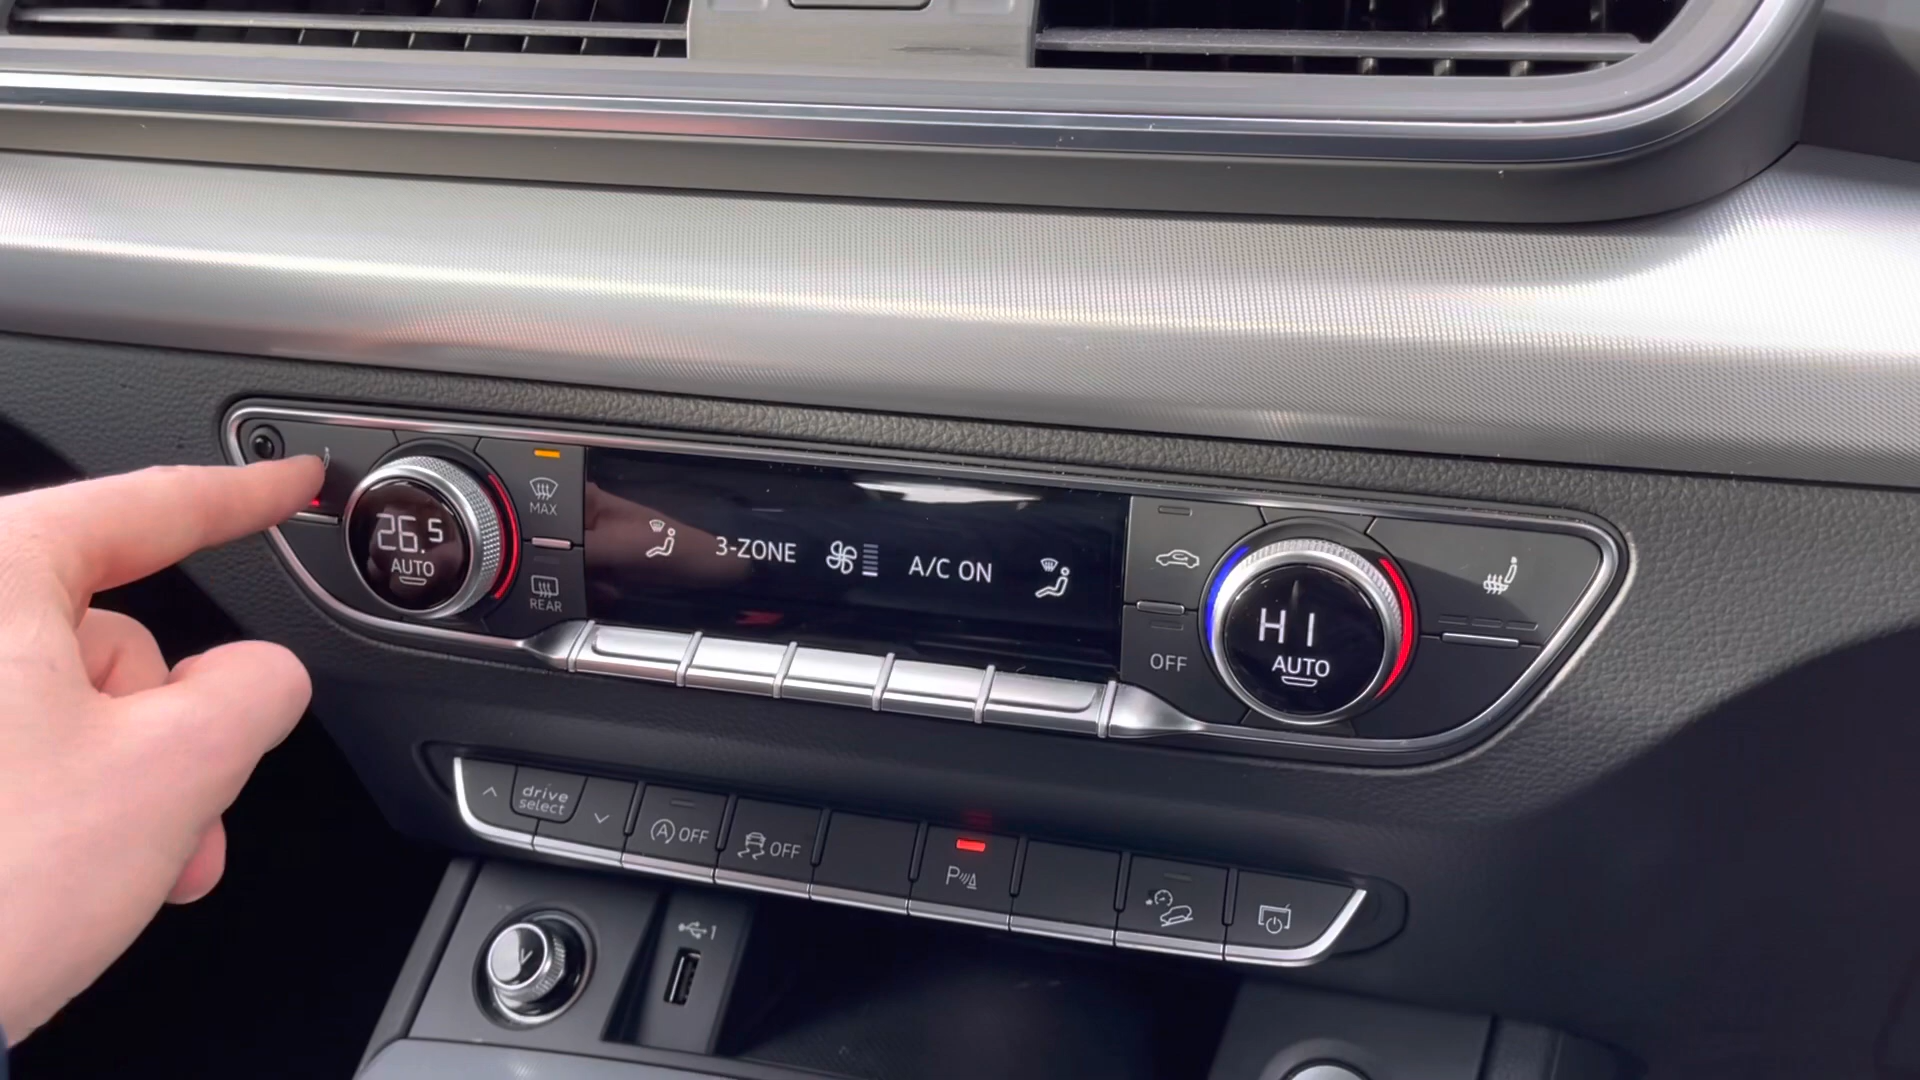 26.5
AUTO
MAX
REAR
3-ZONE
A/C ON
OFF
HI
AUTO
drive
select
A OFF
OFF
P
1